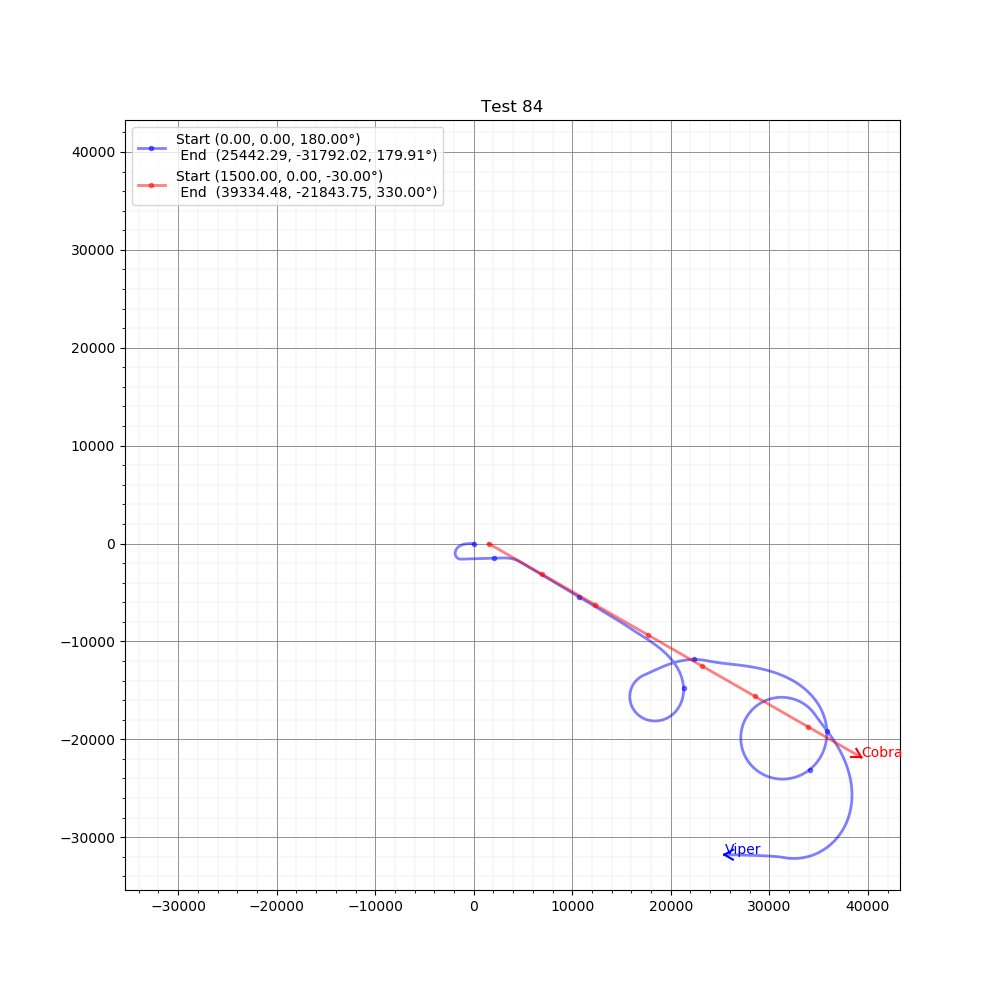 Test 84
Start (0.00, 0.00, 180.00°)
End  (25442.29, -31792.02, 179.91°)
Start (1500.00, 0.00, -30.00°)
End  (39334.48, -21843.75, 330.00°)
40000
30000
20000
10000
0
−10000
−20000
−30000
Cobra
Viper
−30000 −20000 −10000 0 10000 20000 30000 40000